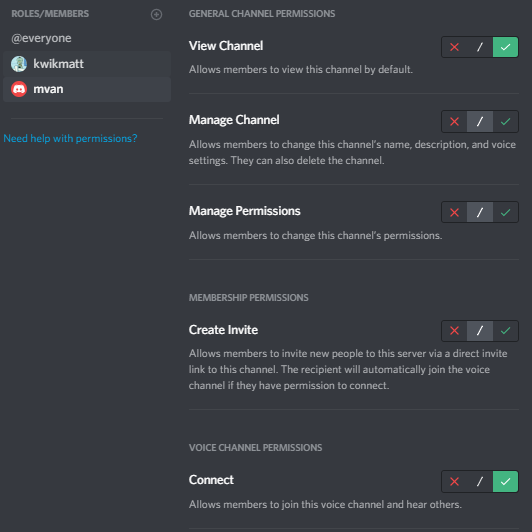 ROLES/MEMBERS
@everyone
kwikmatt
mvan
Need help with permissions?
GENERAL CHANNEL PERMISSIONS
View Channel
Allows members to view this channel by default.
Manage Channel
Allows members to change this channel's name, description, and voice
settings. They can also delete the channel.
Manage Permissions
Allows members to change this channel's permissions.
MEMBERSHIP PERMISSIONS
Create Invite
Allows members to invite new people to this server via a direct invite
link to this channel. The recipient will automatically join the voice
channel if they have permission to connect.
VOICE CHANNEL PERMISSIONS
Connect
Allows members to join this voice channel and hear others.